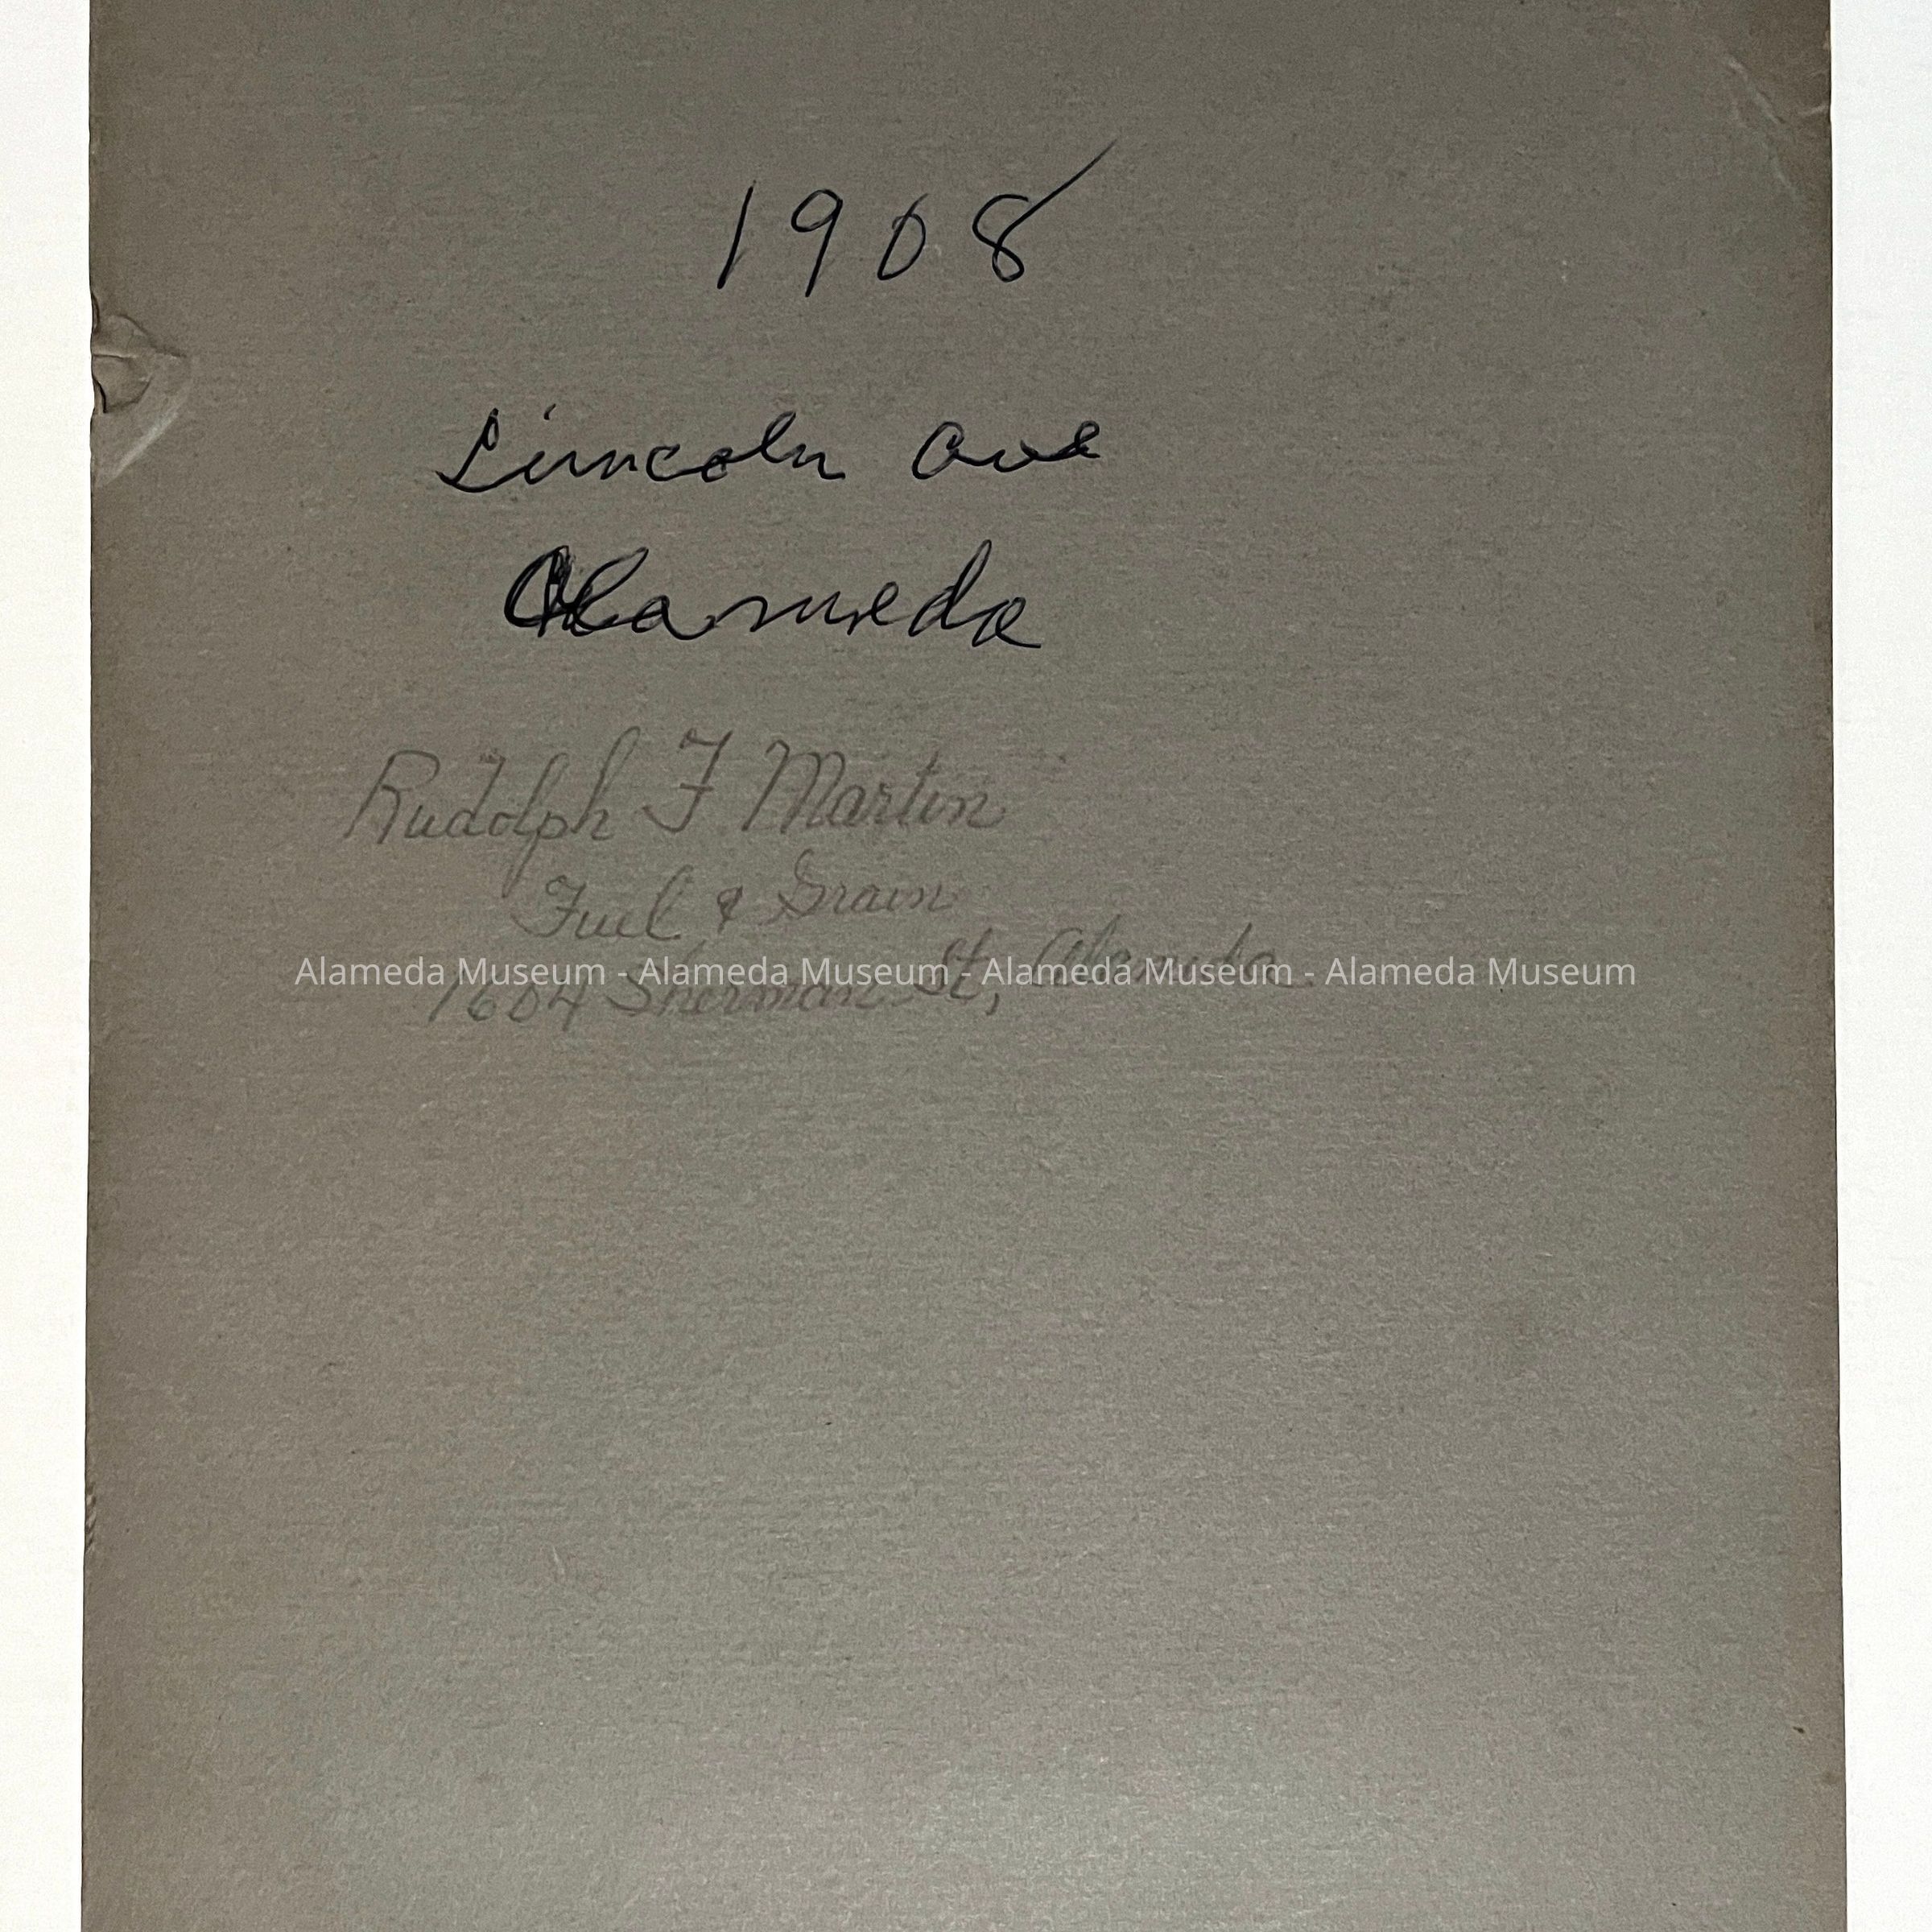 1908
Lincoln Ave
Alameda
Rudolph F Martin
Fuel & Grain
1604 Sherman St, Alameda.
Alameda Museum - Alameda Museum - Alameda Museum - Alameda Museum